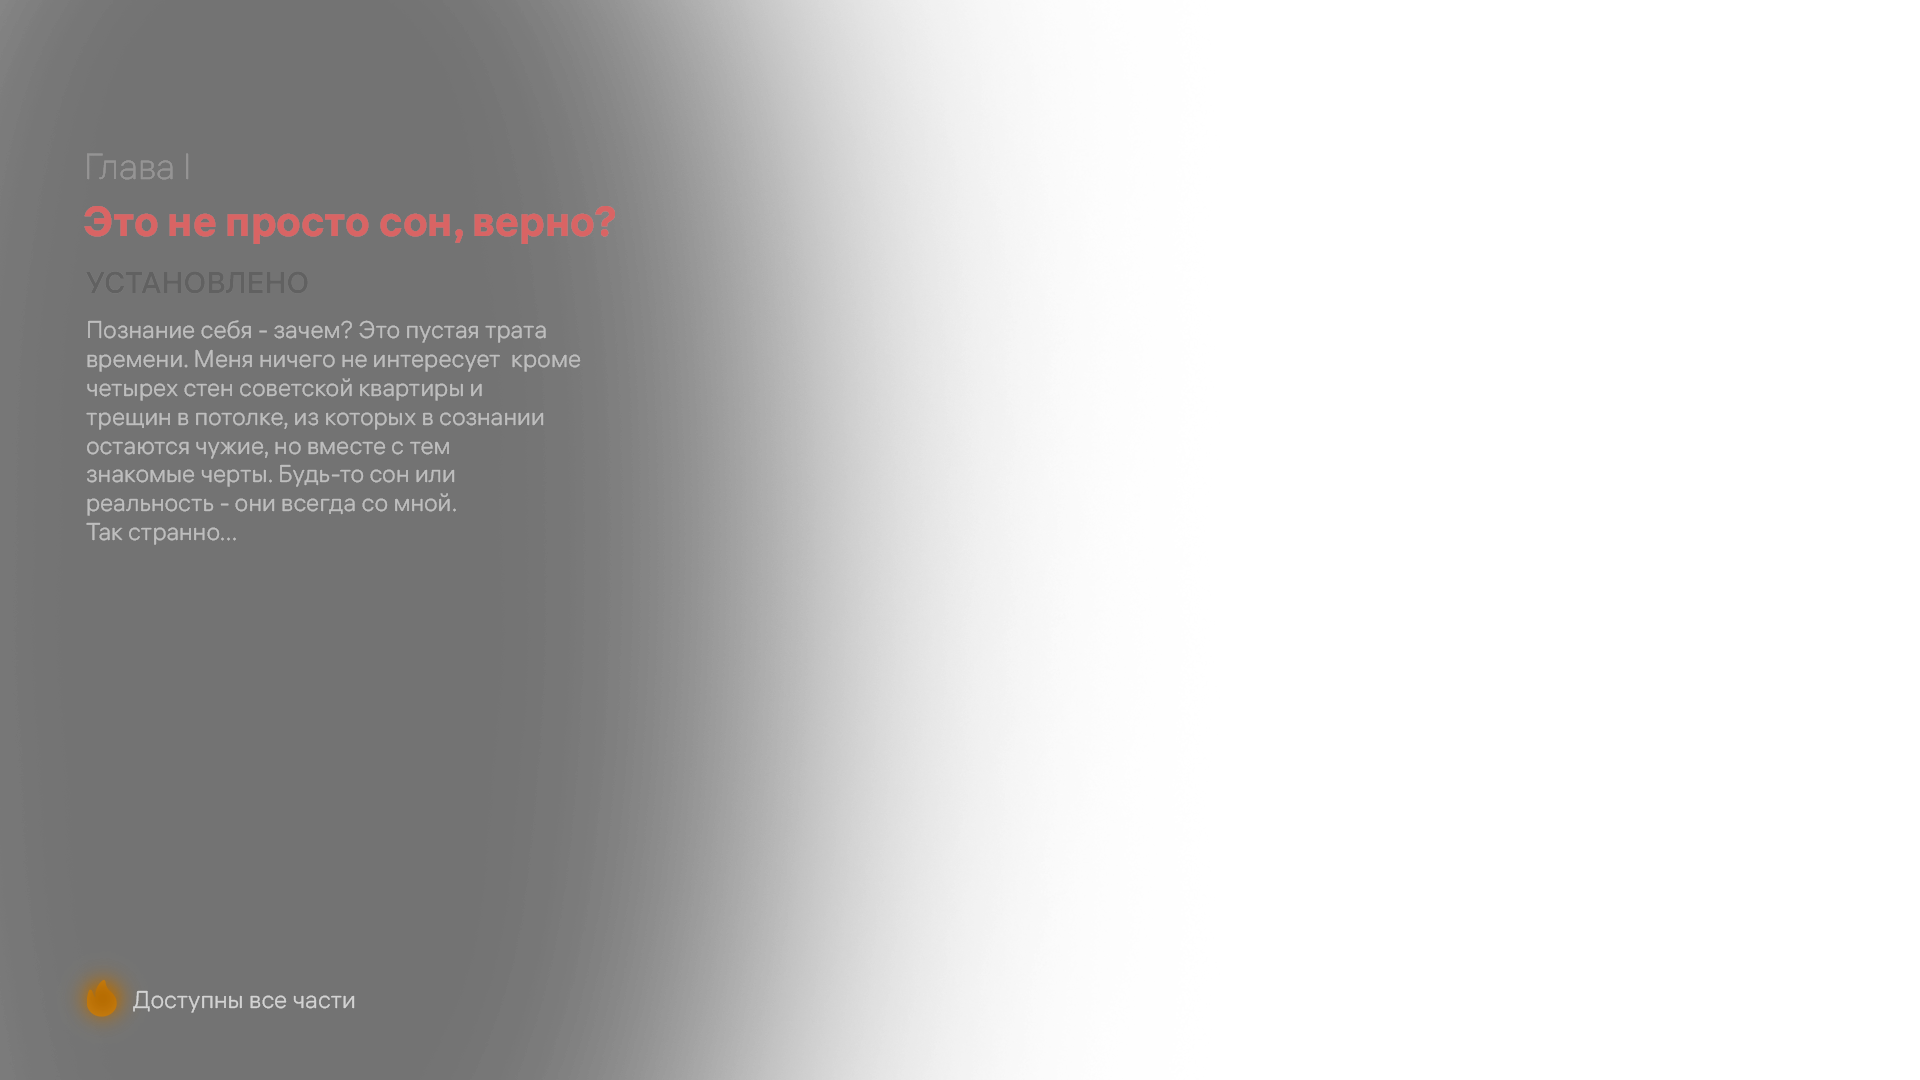 Глава I
Это не просто сон, верно?
УСТАНОВЛЕНО
Познание себя - зачем? Это пустая трата
времени. Меня ничего не интересует  кроме
четырех стен советской квартиры и
трещин в потолке, из которых в сознании
остаются чужие, но вместе с тем
знакомые черты. Будь-то сон или
реальность - они всегда со мной.
Так странно...
Доступны все части